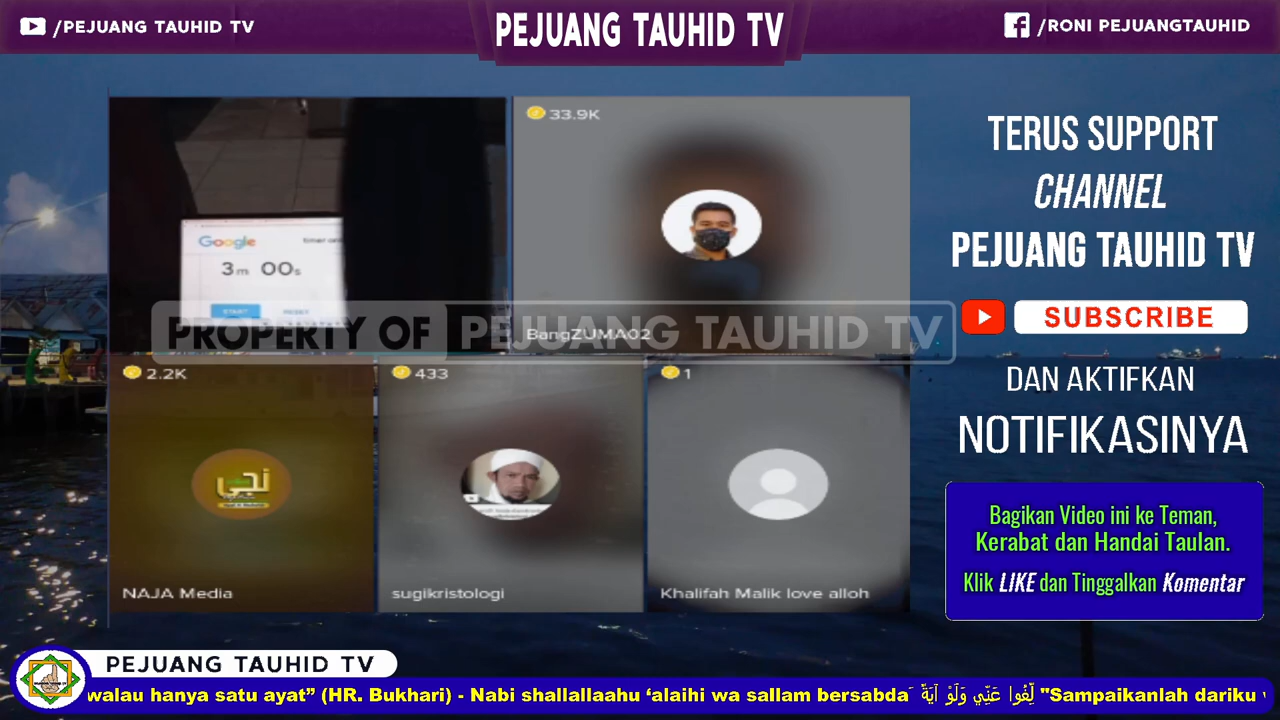 /PEJUANG TAUHID TV
PEJUANG TAUHID TV
/RONI PEJUANGTAUHID
33.9K
Google
3m 00s
START
RESET
BangZUMA02
PROPERTY OF PEJUANG TAUHID TV
2.2K
433
1
نجى
NAJA Media
sugikristologi
Khalifah Malik love alloh
TERUS SUPPORT
CHANNEL
PEJUANG TAUHID TV
SUBSCRIBE
DAN AKTIFKAN
NOTIFIKASINYA
Bagikan Video ini ke Teman,
Kerabat dan Handai Taulan.
Klik LIKE dan Tinggalkan Komentar
PEJUANG TAUHID TV
walau hanya satu ayat” (HR. Bukhari) - Nabi shallallaahu ‘alaihi wa sallam bersabda لِّغُوا عَنِّي وَلَوْ آيَةً "Sampaikanlah dariku